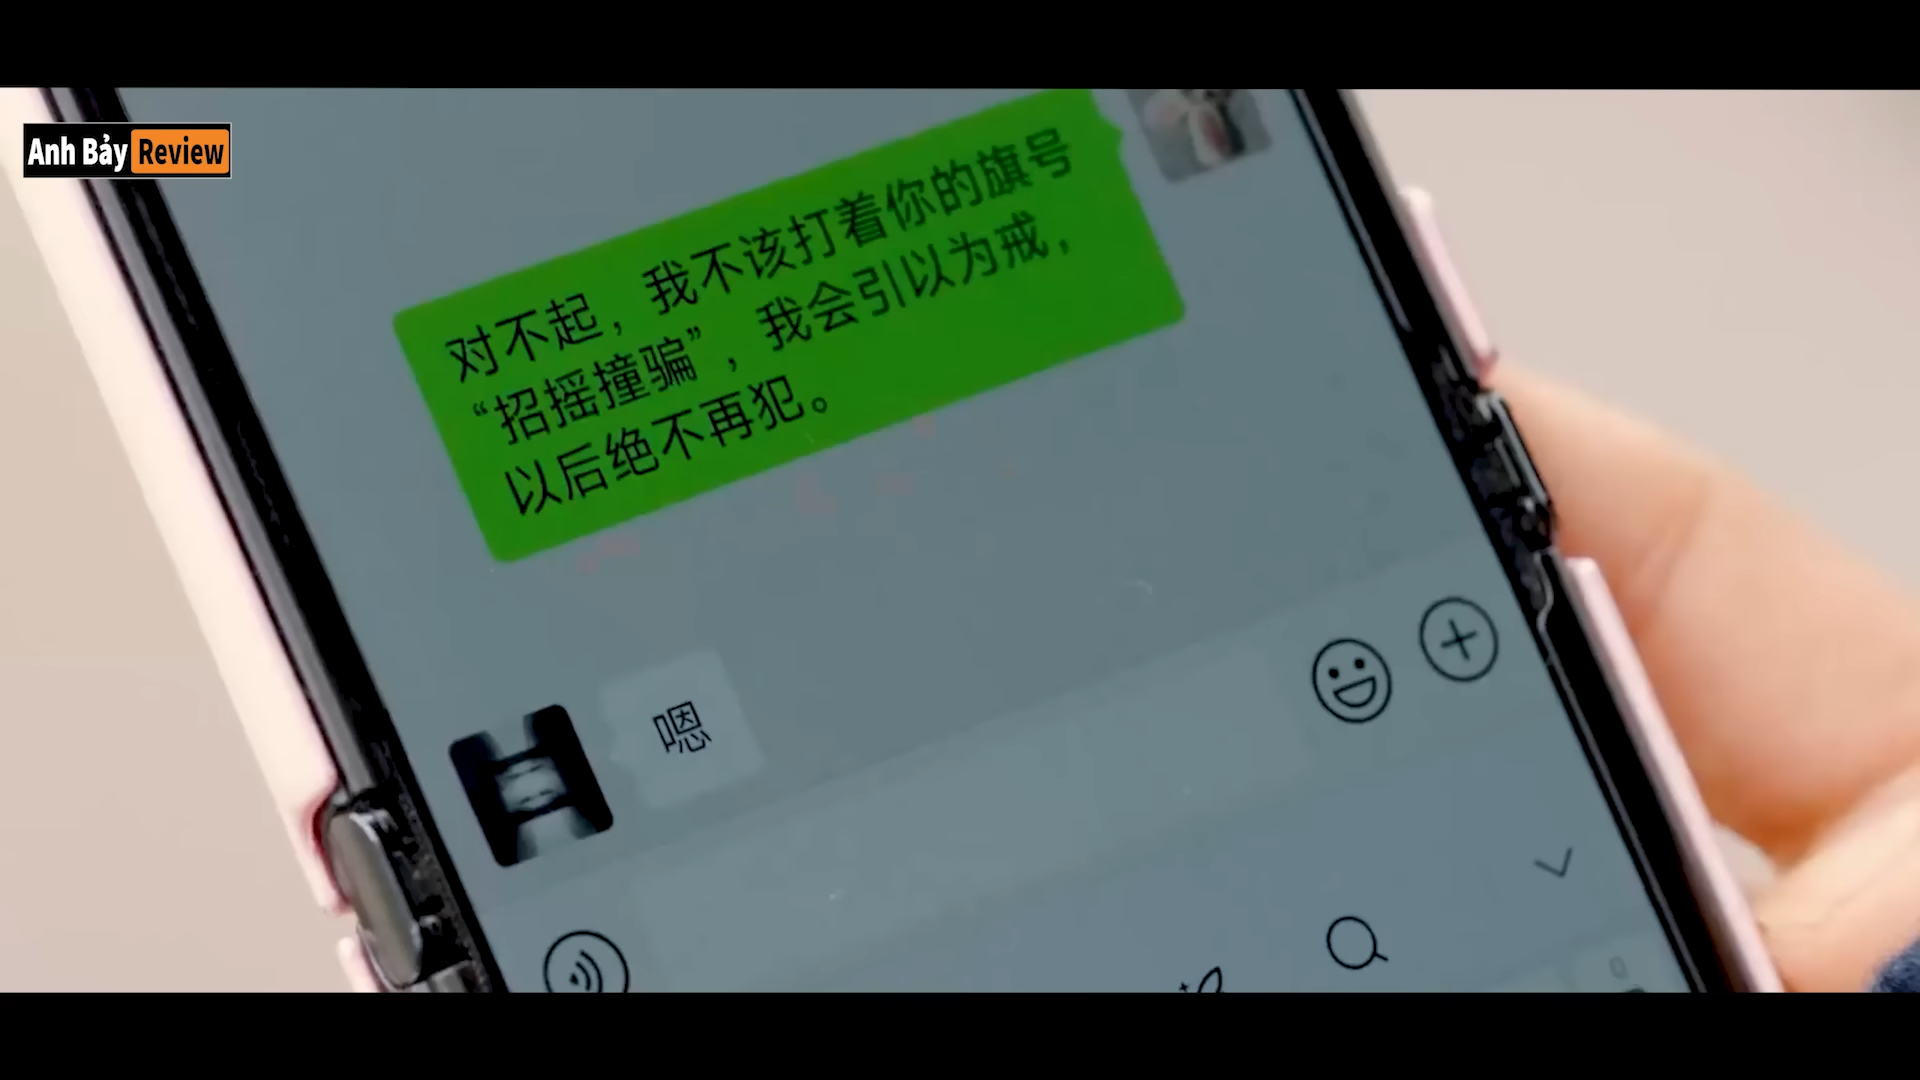 Anh Bảy Review
对不起，我不该打着你的旗号
“招摇撞骗”，我会引以为戒，
以后绝不再犯。
嗯